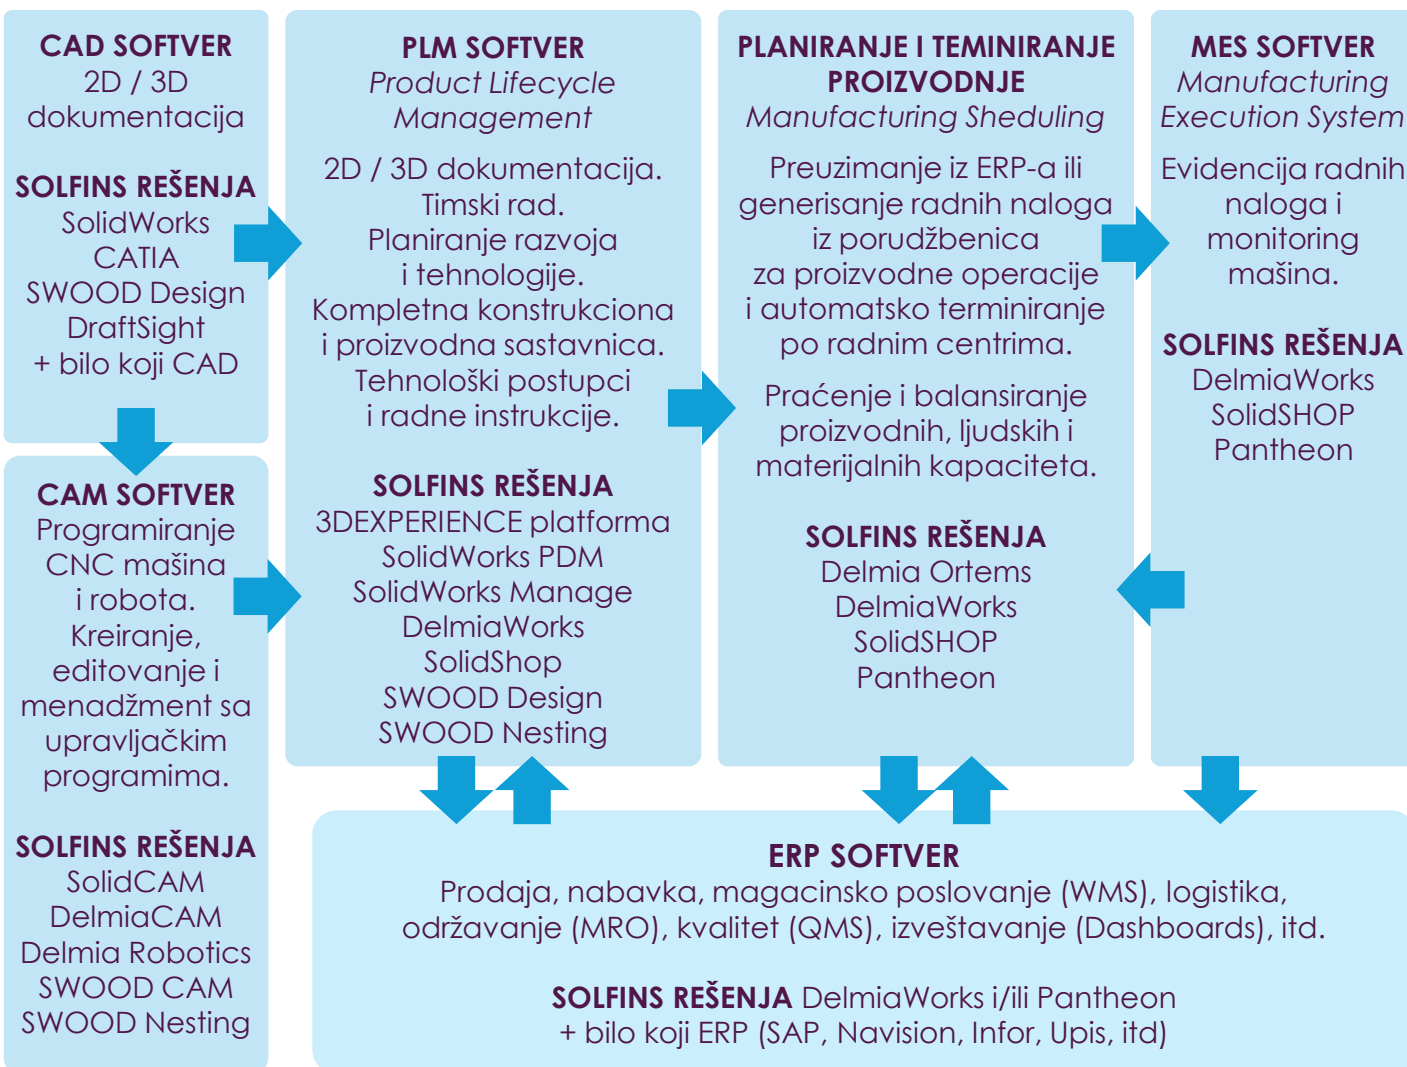 CAD SOFTVER
2D / 3D
dokumentacija
SOLFINS REŠENJA
SolidWorks
CATIA
SWOOD Design
DraftSight
+ bilo koji CAD
CAM SOFTVER
Programiranje
CNC mašina
i robota.
Kreiranje,
editovanje i
menadžment sa
upravljačkim
programima.
SOLFINS REŠENJA
SolidCAM
DelmiaCAM
Delmia Robotics
SWOOD CAM
SWOOD Nesting
PLM SOFTVER
Product Lifecycle
Management
2D / 3D dokumentacija.
Timski rad.
Planiranje razvoja
i tehnologije.
Kompletna konstrukciona
i proizvodna sastavnica.
Tehnološki postupci
i radne instrukcije.
SOLFINS REŠENJA
3DEXPERIENCE platforma
SolidWorks PDM
SolidWorks Manage
DelmiaWorks
SolidShop
SWOOD Design
SWOOD Nesting
PLANIRANJE I TEMINIRANJE
PROIZVODNJE
Manufacturing Sheduling
Preuzimanje iz ERP-a ili
generisanje radnih naloga
iz porudžbenica
za proizvodne operacije
i automatsko terminiranje
po radnim centrima.
Praćenje i balansiranje
proizvodnih, ljudskih i
materijalnih kapaciteta.
SOLFINS REŠENJA
Delmia Ortems
DelmiaWorks
SolidSHOP
Pantheon
MES SOFTVER
Manufacturing
Execution System
Evidencija radnih
naloga i
monitoring
mašina.
SOLFINS REŠENJA
DelmiaWorks
SolidSHOP
Pantheon
ERP SOFTVER
Prodaja, nabavka, magacinsko poslovanje (WMS), logistika,
održavanje (MRO), kvalitet (QMS), izveštavanje (Dashboards), itd.
SOLFINS REŠENJA DelmiaWorks i/ili Pantheon
+ bilo koji ERP (SAP, Navision, Infor, Upis, itd)